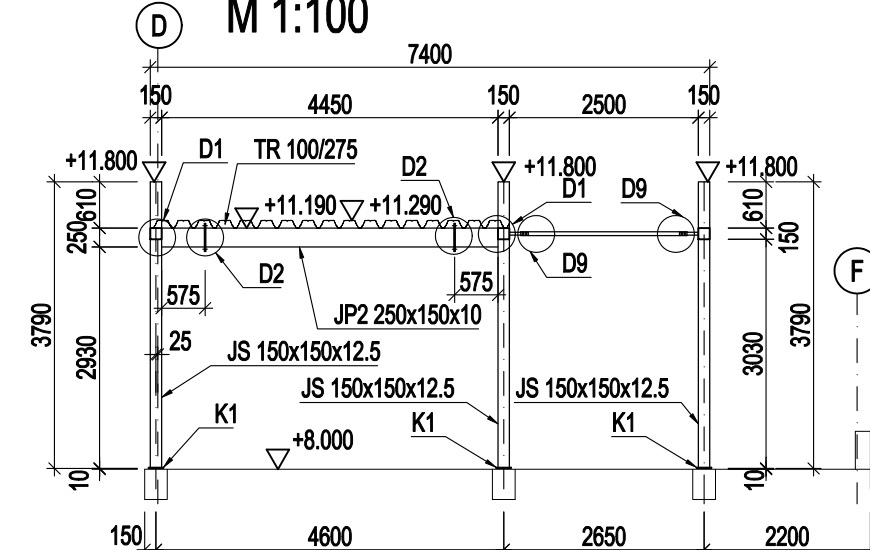 D
M 1:100
7400
150
4450
150
2500
150
+11.800
D1
TR 100/275
D2
+11.800
D1
D9
+11.800
610
+11.190
+11.290
610
250
150
D2
D9
575
575
JP2 250x150x10
F
3790
2930
25
JS 150x150x12.5
3030
3790
JS 150x150x12.5
JS 150x150x12.5
K1
K1
K1
+8.000
10
10
150
4600
2650
2200